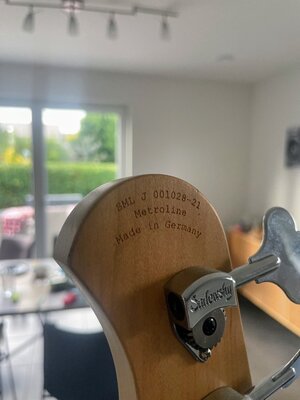 SML J 001028-21
Metroline
Made in Germany
Sadowsky